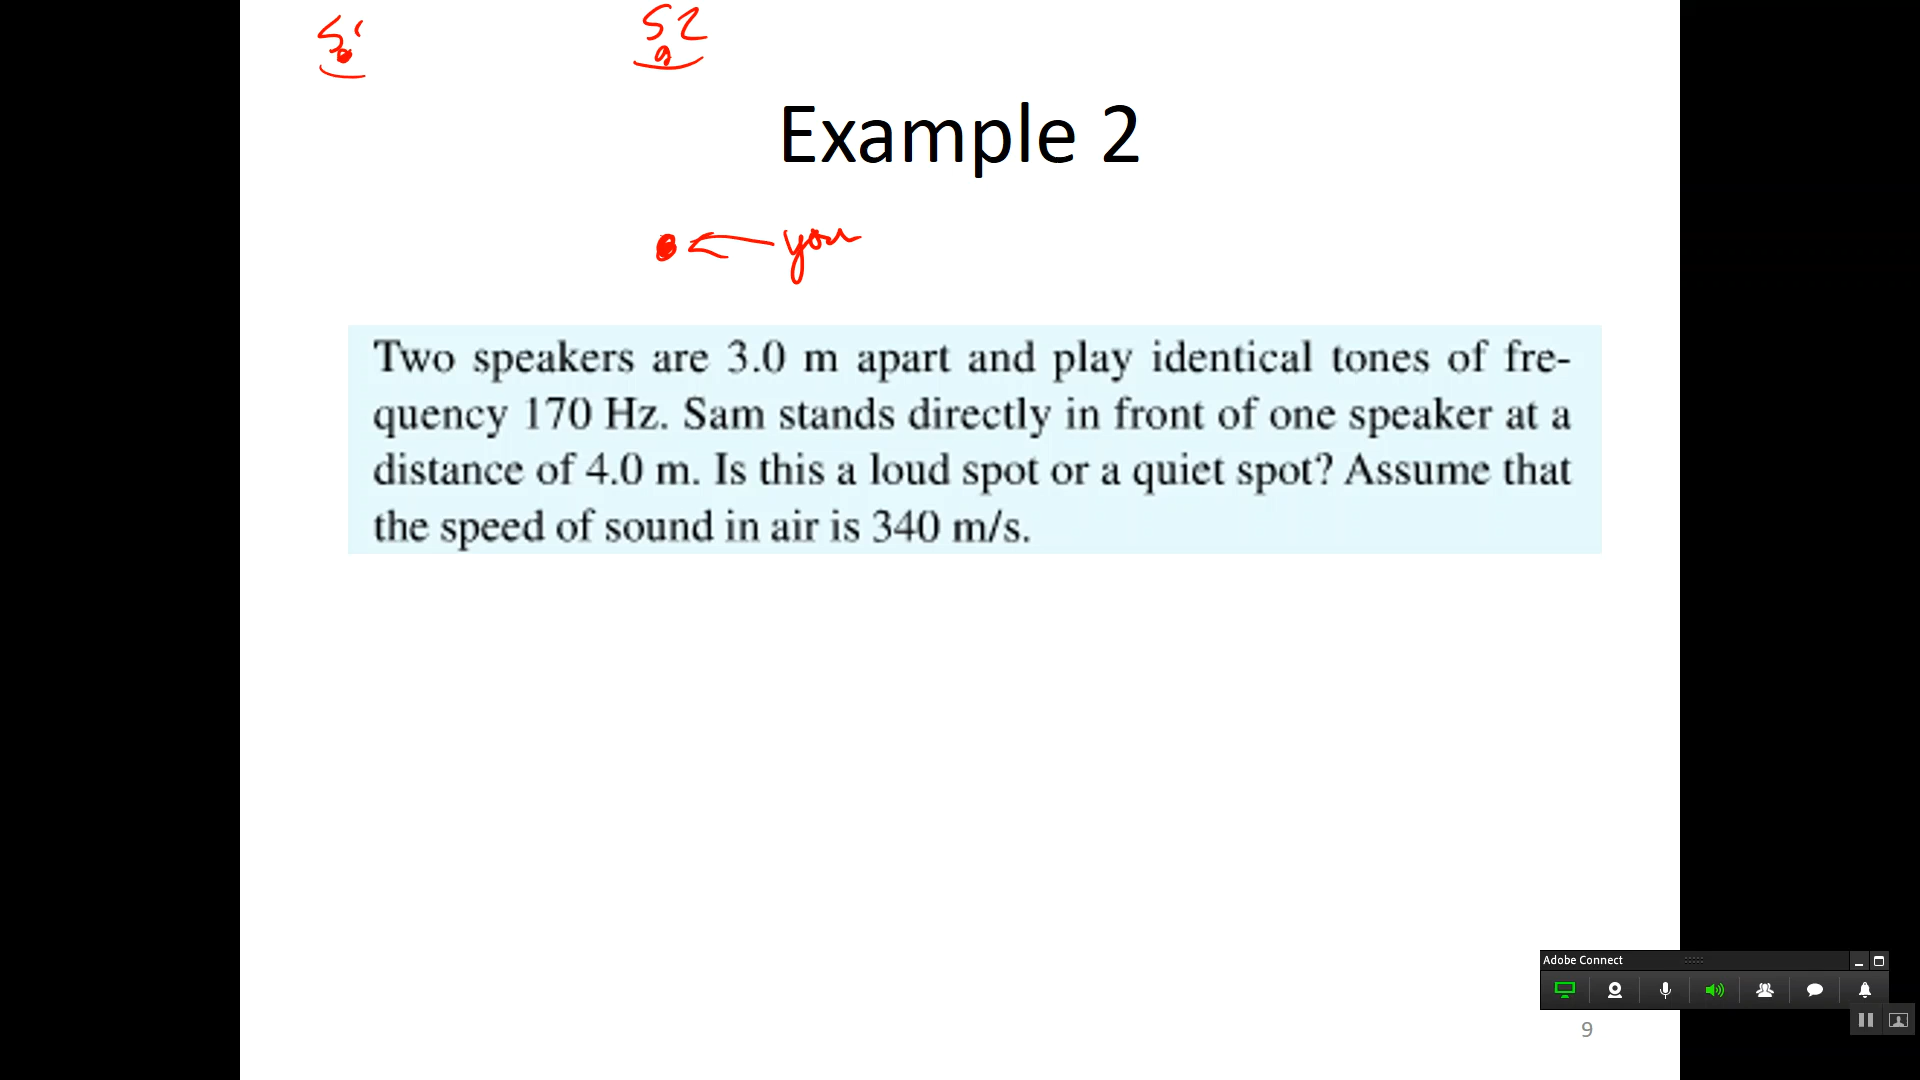 S1
S2
Example 2
you
Two speakers are 3.0 m apart and play identical tones of fre-
quency 170 Hz. Sam stands directly in front of one speaker at a
distance of 4.0 m. Is this a loud spot or a quiet spot? Assume that
the speed of sound in air is 340 m/s.
Adobe Connect
9